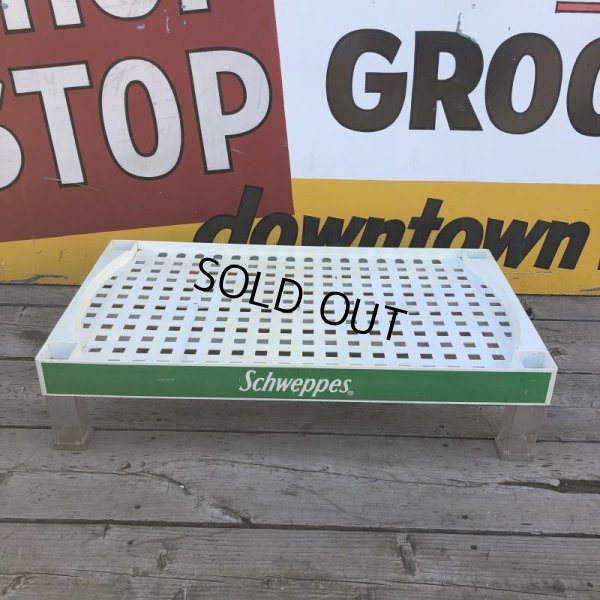 STOP
GROC
downtown
SOLD OUT
Schweppes®